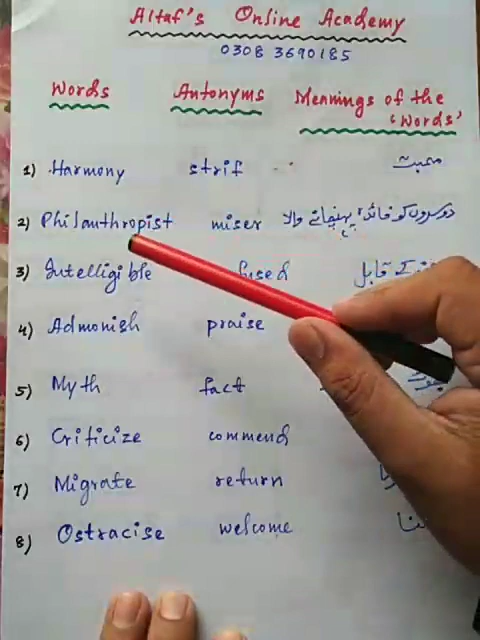 Altaf's Online Academy
0308 3690185
Words Antonyms Meanings of the
'Words'
1) Harmony strif محبت
2) Philanthropist miser دوسروں کو فائدہ پہنچانے والا
3) Intelligible fused کے قابل
4) Admonish praise
5) Myth fact
6) Criticize commend
7) Migrate return
8) Ostracise welcome